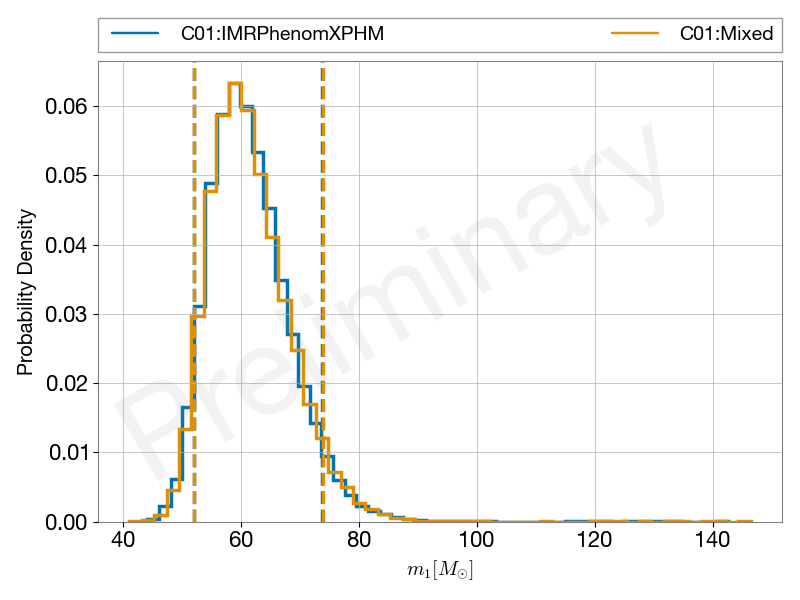 C01:IMRPhenomXPHM C01:Mixed
Preliminary
Probability Density
0.06
0.05
0.04
0.03
0.02
0.01
0.00
40 60 80 100 120 140
m₁[M⊙]